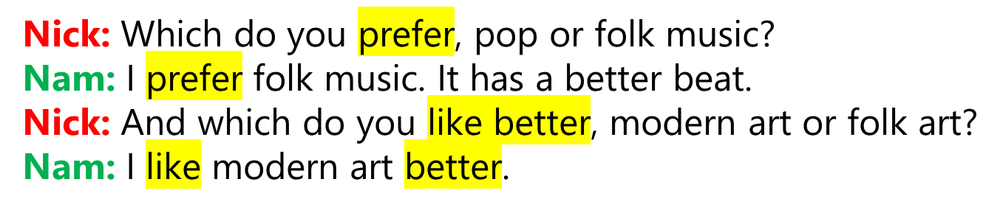 Nick: Which do you prefer, pop or folk music?
Nam: I prefer folk music. It has a better beat.
Nick: And which do you like better, modern art or folk art?
Nam: I like modern art better.